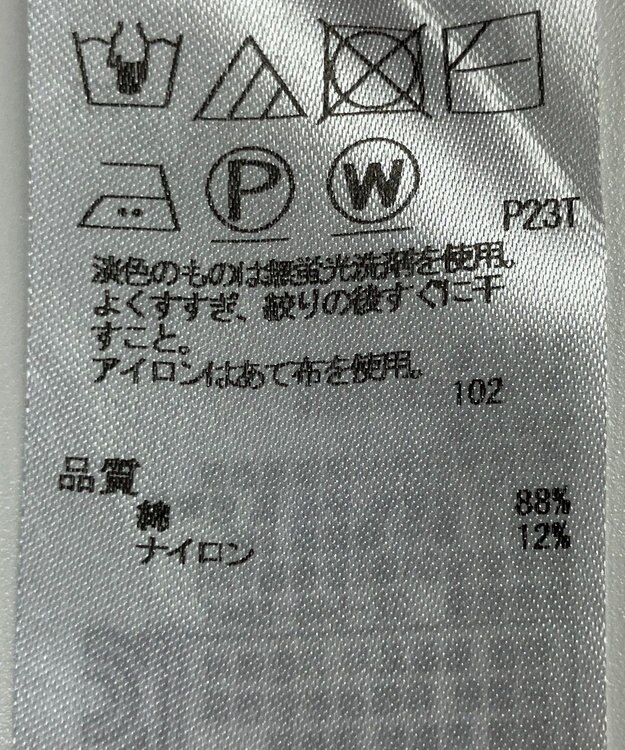 P W P23T
淡色のものは無蛍光洗剤を使用。
よくすすぎ、絞りの後すぐに干
すこと。
アイロンはあて布を使用。
102
品質
綿 88%
ナイロン 12%